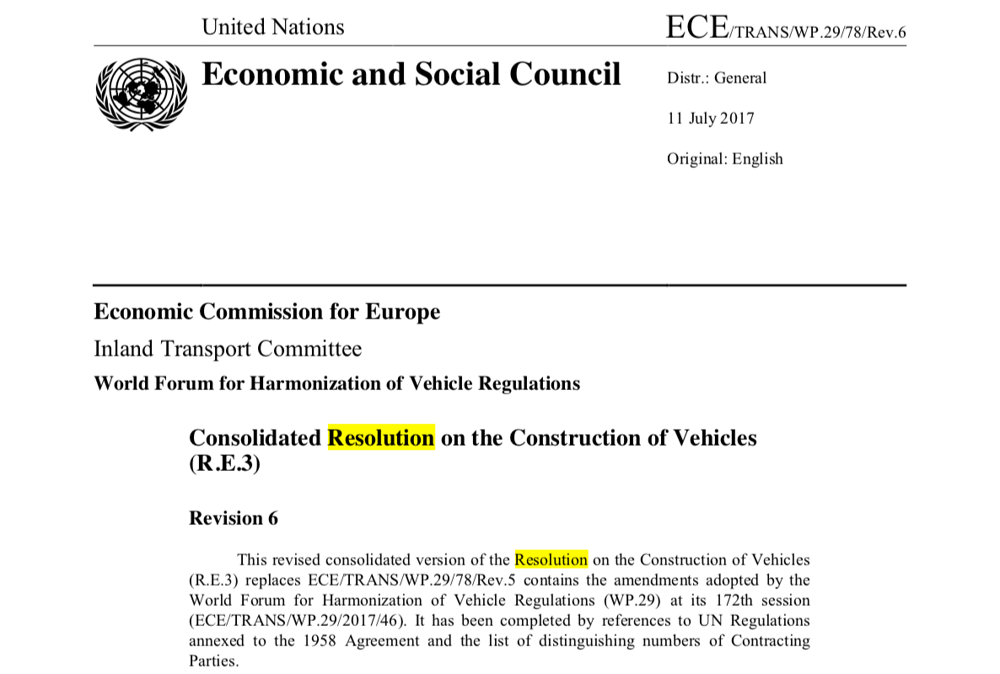 United Nations
ECE/TRANS/WP.29/78/Rev.6
Economic and Social Council
Distr.: General
11 July 2017
Original: English
Economic Commission for Europe
Inland Transport Committee
World Forum for Harmonization of Vehicle Regulations
Consolidated Resolution on the Construction of Vehicles
(R.E.3)
Revision 6
This revised consolidated version of the Resolution on the Construction of Vehicles
(R.E.3) replaces ECE/TRANS/WP.29/78/Rev.5 contains the amendments adopted by the
World Forum for Harmonization of Vehicle Regulations (WP.29) at its 172th session
(ECE/TRANS/WP.29/2017/46). It has been completed by references to UN Regulations
annexed to the 1958 Agreement and the list of distinguishing numbers of Contracting
Parties.